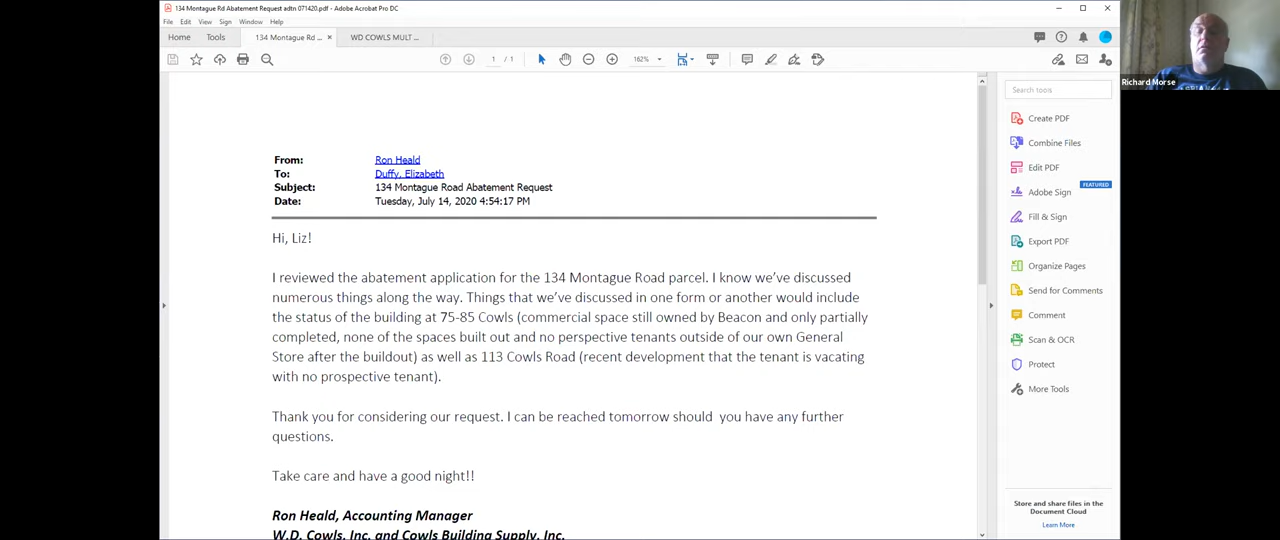 134 Montague Rd Abatement Request adtn 071420.pdf - Adobe Acrobat Pro DC
File Edit View Sign Window Help
Home Tools 134 Montague Rd ... × WD COWLS MULT ...
1 / 1 162%
Richard Morse
Search tools
Create PDF
Combine Files
Edit PDF
FEATURED
Adobe Sign
Fill & Sign
Export PDF
Organize Pages
Send for Comments
Comment
Scan & OCR
Protect
More Tools
Store and share files in the
Document Cloud
Learn More
From: Ron Heald
To: Duffy, Elizabeth
Subject: 134 Montague Road Abatement Request
Date: Tuesday, July 14, 2020 4:54:17 PM
Hi, Liz!
I reviewed the abatement application for the 134 Montague Road parcel. I know we've discussed
numerous things along the way. Things that we've discussed in one form or another would include
the status of the building at 75-85 Cowls (commercial space still owned by Beacon and only partially
completed, none of the spaces built out and no perspective tenants outside of our own General
Store after the buildout) as well as 113 Cowls Road (recent development that the tenant is vacating
with no prospective tenant).
Thank you for considering our request. I can be reached tomorrow should you have any further
questions.
Take care and have a good night!!
Ron Heald, Accounting Manager
W.D. Cowls, Inc. and Cowls Building Supply, Inc.